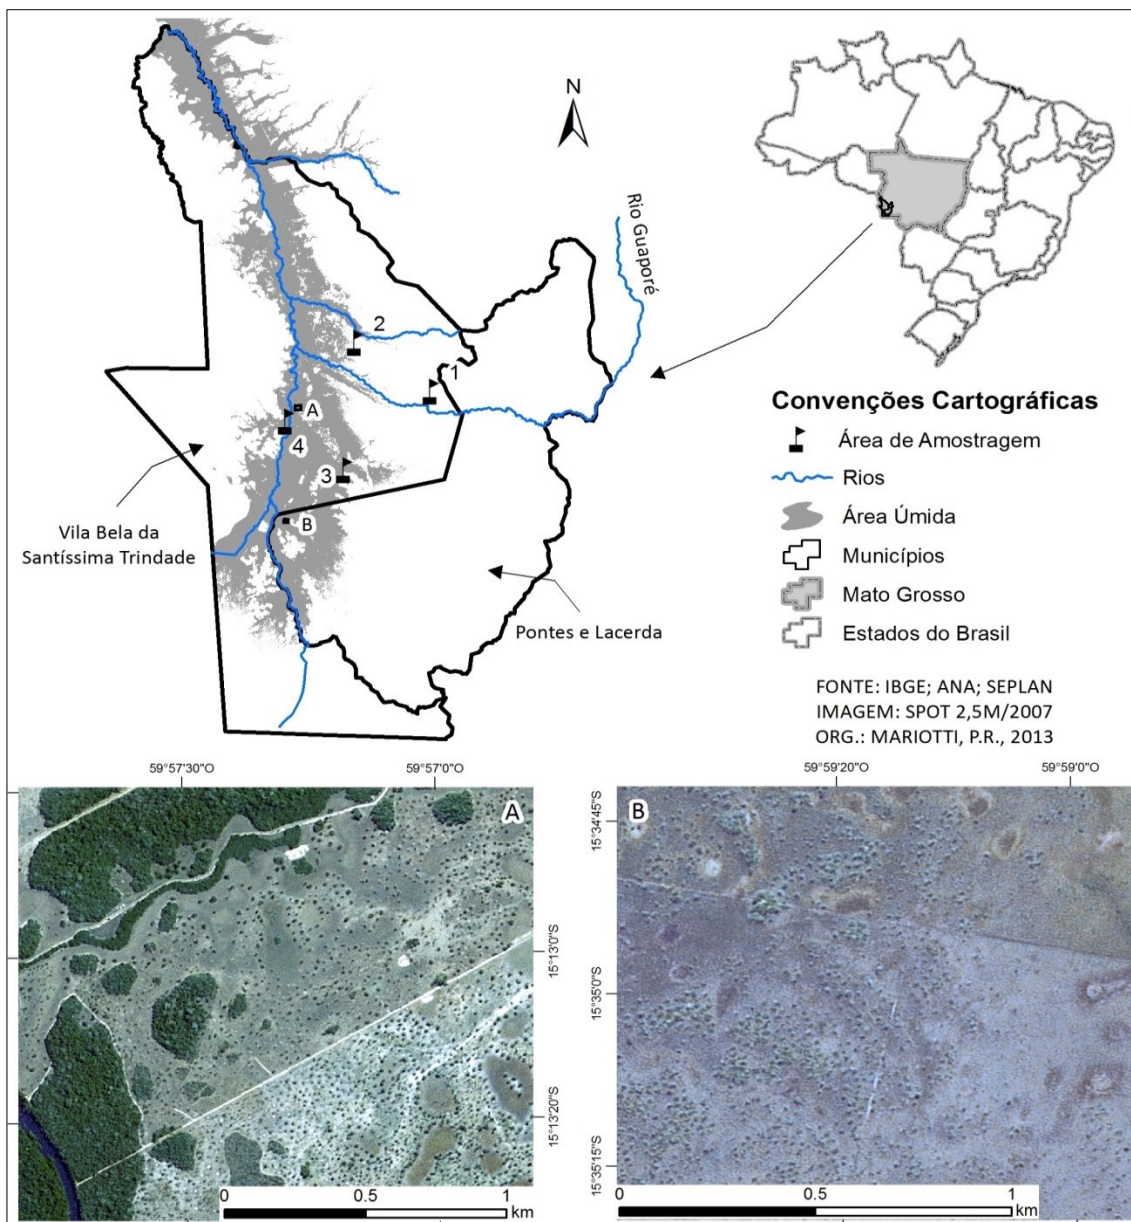 N
Rio Guaporé
2
1
A
4
3
B
Vila Bela da
Santíssima Trindade
Pontes e Lacerda
Convenções Cartográficas
Área de Amostragem
Rios
Área Úmida
Municípios
Mato Grosso
Estados do Brasil
FONTE: IBGE; ANA; SEPLAN
IMAGEM: SPOT 2,5M/2007
ORG.: MARIOTTI, P.R., 2013
59°57'30"O
59°57'0"O
A
15°13'0"S
15°13'20"S
0 0.5 1
km
59°59'20"O
59°59'0"O
B
15°34'45"S
15°35'0"S
15°35'15"S
0 0.5 1
km